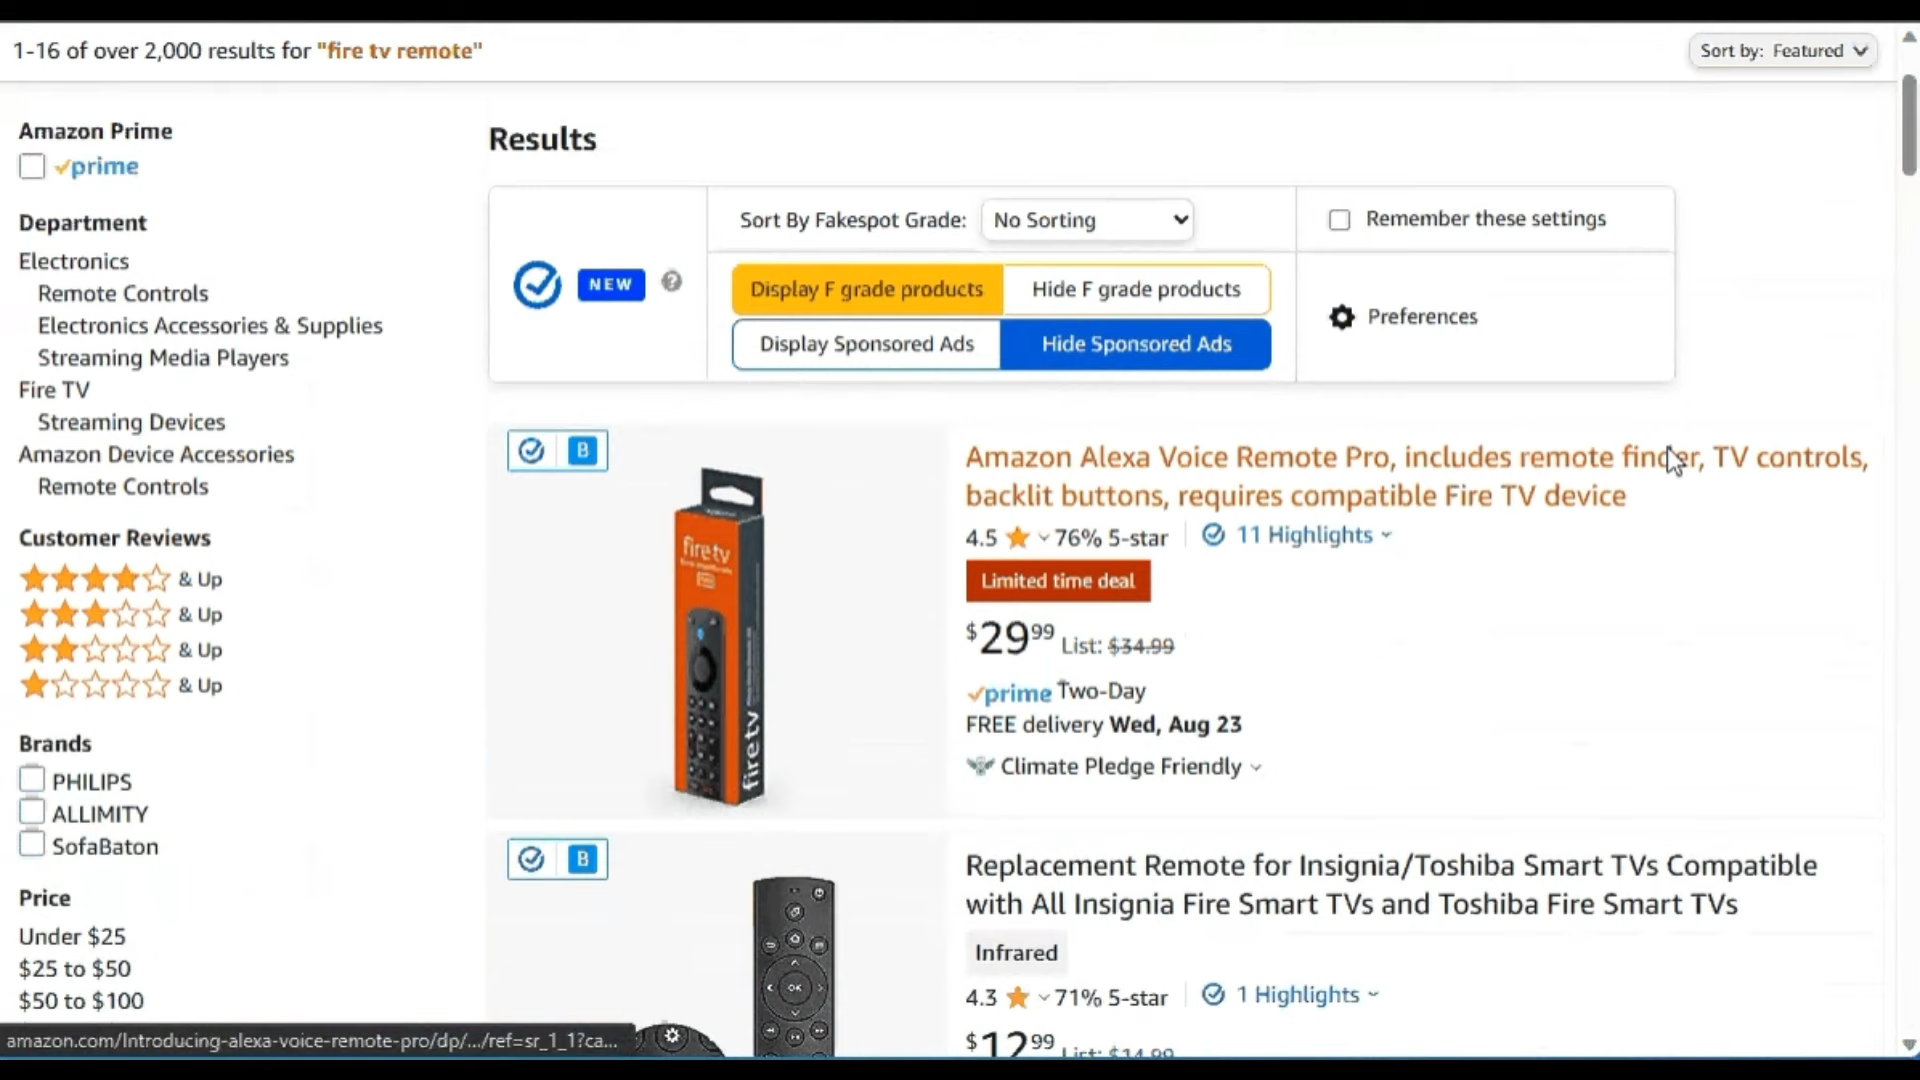 1-16 of over 2,000 results for "fire tv remote"
Sort by: Featured
Amazon Prime
prime
Department
Electronics
Remote Controls
Electronics Accessories & Supplies
Streaming Media Players
Fire TV
Streaming Devices
Amazon Device Accessories
Remote Controls
Customer Reviews
& Up
& Up
& Up
& Up
Brands
PHILIPS
ALLIMITY
SofaBaton
Price
Under $25
$25 to $50
$50 to $100
Results
NEW
Sort By Fakespot Grade: No Sorting
Display F grade products
Hide F grade products
Display Sponsored Ads
Hide Sponsored Ads
Remember these settings
Preferences
B
fire tv
fire tv
Amazon Alexa Voice Remote Pro, includes remote finder, TV controls,
backlit buttons, requires compatible Fire TV device
4.5 76% 5-star 11 Highlights
Limited time deal
$29.99 List: $34.99
prime Two-Day
FREE delivery Wed, Aug 23
Climate Pledge Friendly
B
OK
Replacement Remote for Insignia/Toshiba Smart TVs Compatible
with All Insignia Fire Smart TVs and Toshiba Fire Smart TVs
Infrared
4.3 71% 5-star 1 Highlights
$12.99 List: $14.99
amazon.com/Introducing-alexa-voice-remote-pro/dp/.../ref=sr_1_1?ca...